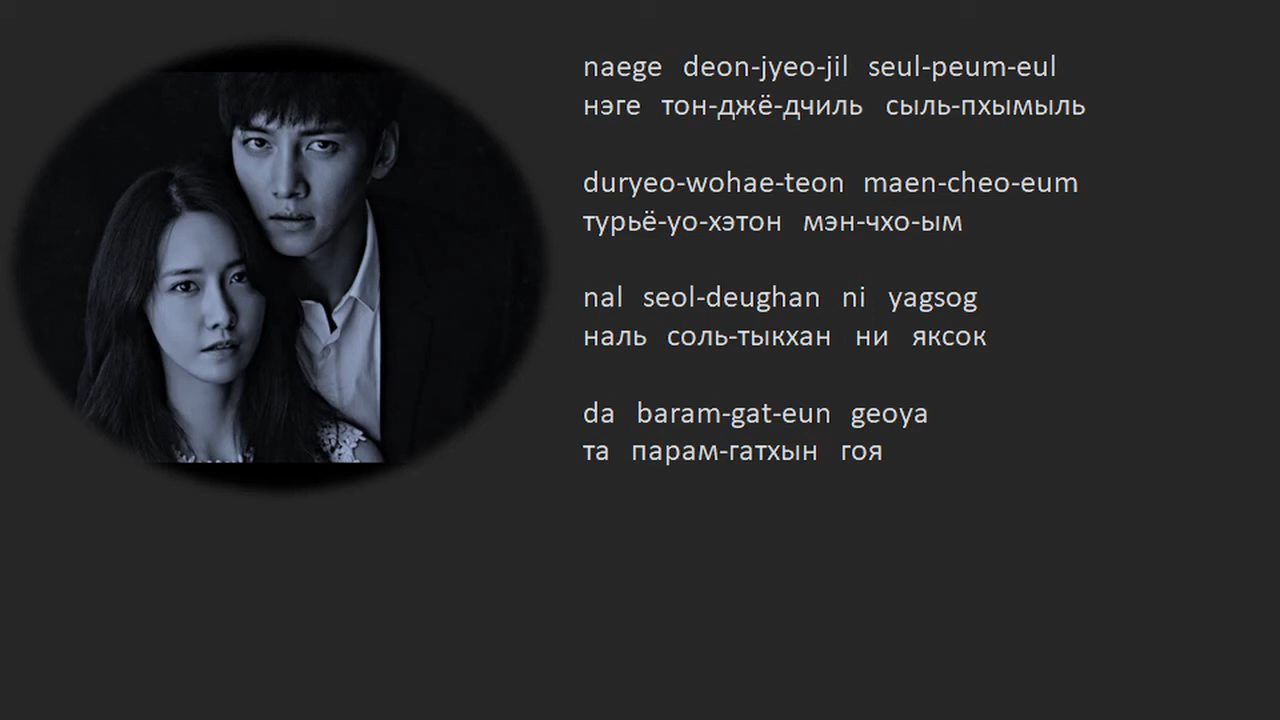 naege deon-jyeo-jil seul-peum-eul
нэге тон-джё-дчиль сыль-пхымыль
duryeo-wohae-teon maen-cheo-eum
турьё-уо-хэтон мэн-чхо-ым
nal seol-deughan ni yagsog
наль соль-тыкхан ни яксок
da baram-gat-eun geoya
та парам-гатхын гоя